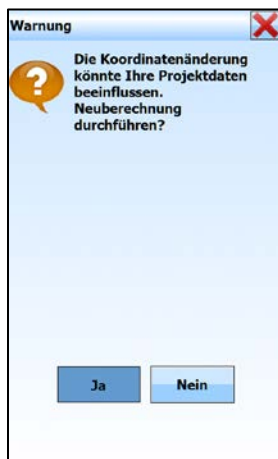 Warnung
Die Koordinatenänderung
könnte Ihre Projektdaten
beeinflussen.
Neuberechnung
durchführen?
Ja
Nein